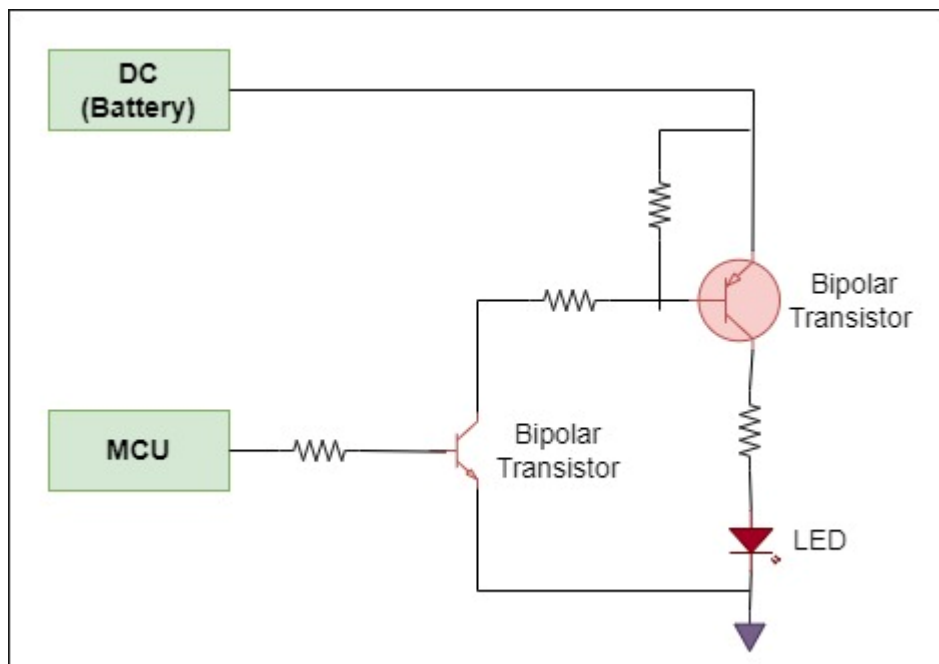 DC
(Battery)
Bipolar
Transistor
MCU
Bipolar
Transistor
LED